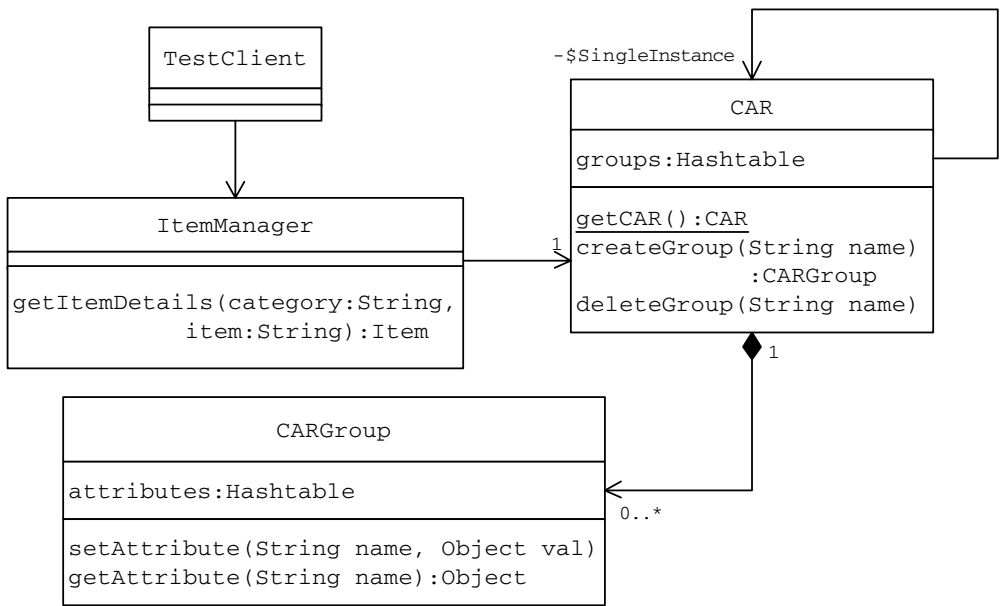 TestClient
-$SingleInstance
CAR
groups:Hashtable
getCAR():CAR
createGroup(String name)
:CARGroup
deleteGroup(String name)
1
ItemManager
getItemDetails(category:String,
item:String):Item
1
CARGroup
attributes:Hashtable
setAttribute(String name, Object val)
getAttribute(String name):Object
0..*